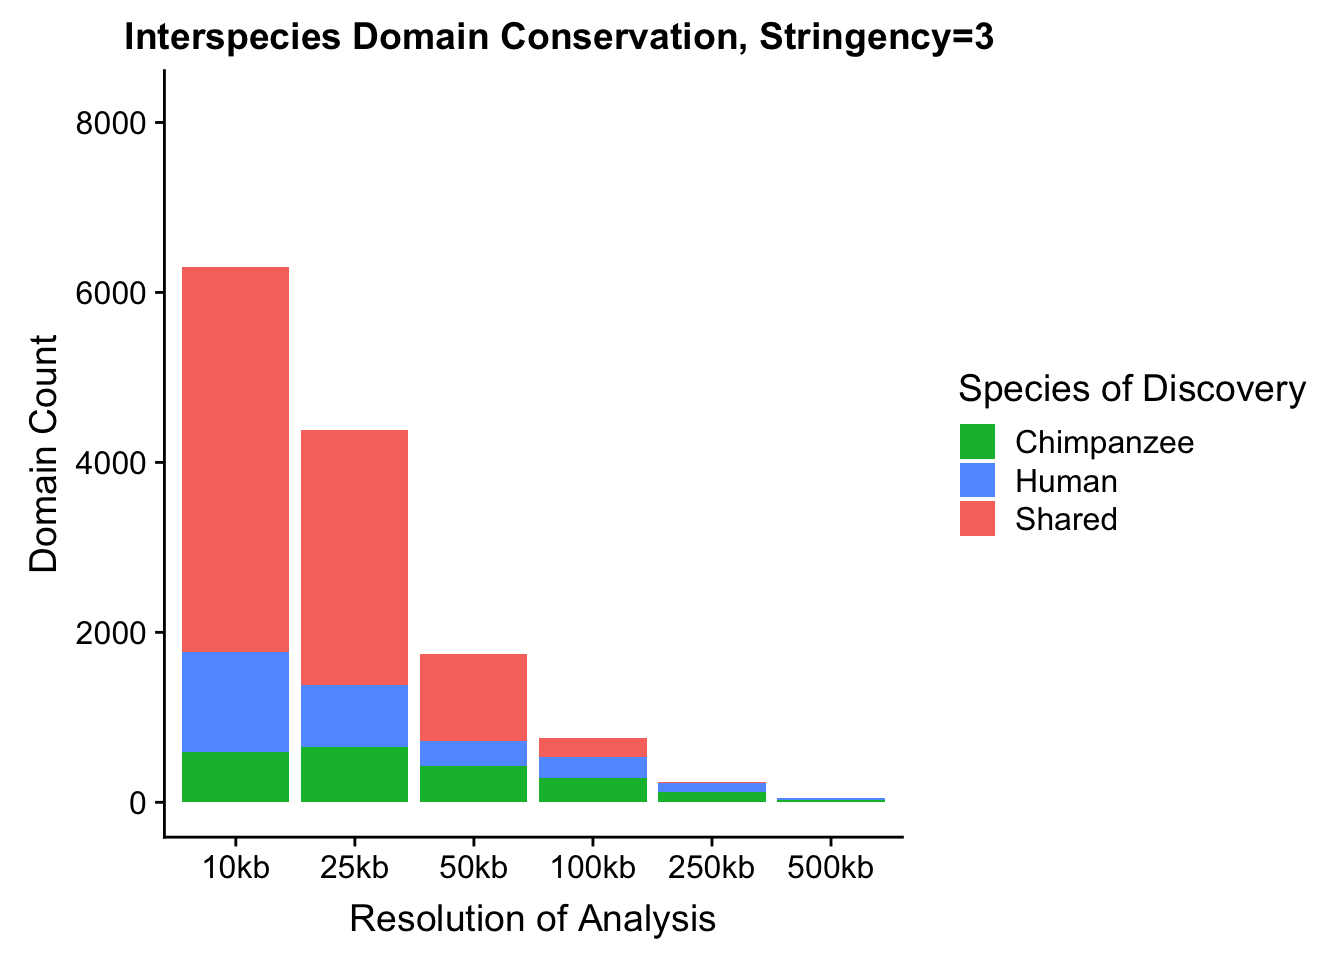 Interspecies Domain Conservation, Stringency=3
8000
6000
4000
2000
0
Domain Count
10kb 25kb 50kb 100kb 250kb 500kb
Resolution of Analysis
Species of Discovery
Chimpanzee
Human
Shared